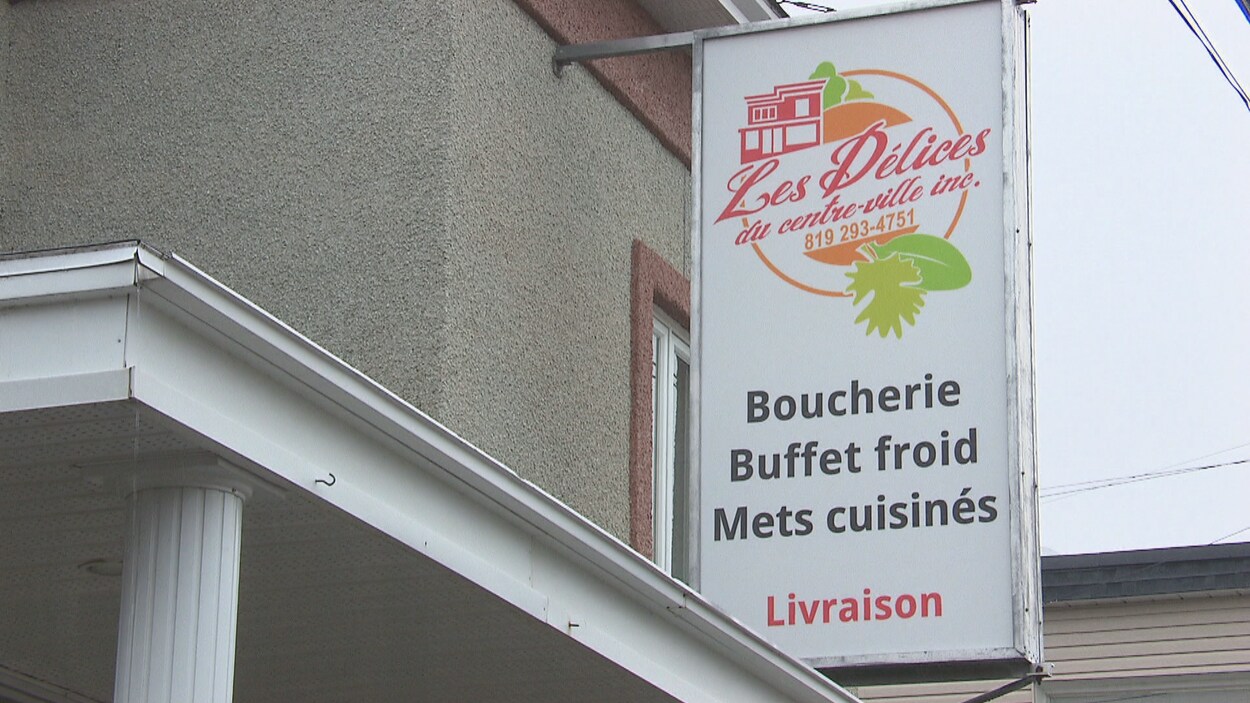 Les Délices
du centre-ville inc.
819 293-4751
Boucherie
Buffet froid
Mets cuisinés
Livraison